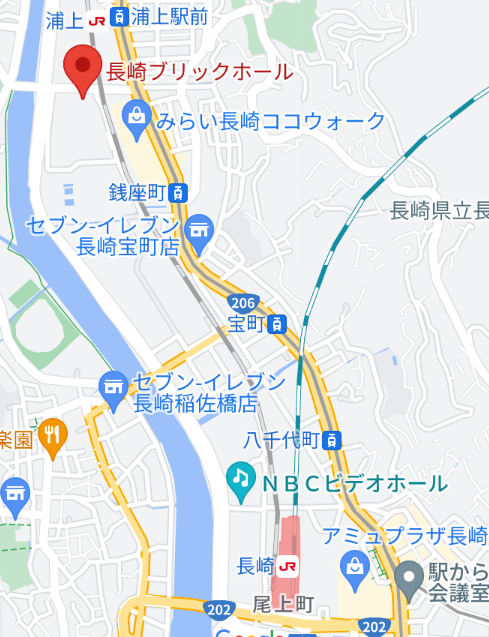 浦上 JR 浦上駅前
長崎ブリックホール
みらい長崎ココウォーク
銭座町
長崎県立長
セブン-イレブン
長崎宝町店
206
宝町
セブン-イレブン
長崎稲佐橋店
楽園
八千代町
NBCビデオホール
アミュプラザ長崎
長崎 JR
駅から
会議室
尾上町
202
202
Google